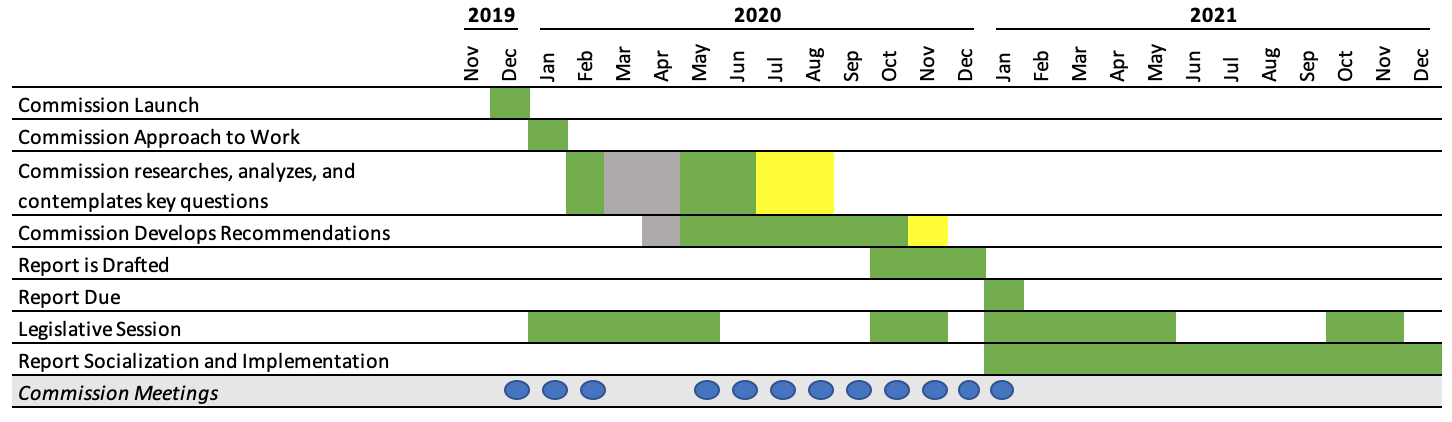 2019 2020 2021
Nov Dec Jan Feb Mar Apr May Jun Jul Aug Sep Oct Nov Dec Jan Feb Mar Apr May Jun Jul Aug Sep Oct Nov Dec
Commission Launch
Commission Approach to Work
Commission researches, analyzes, and
contemplates key questions
Commission Develops Recommendations
Report is Drafted
Report Due
Legislative Session
Report Socialization and Implementation
Commission Meetings